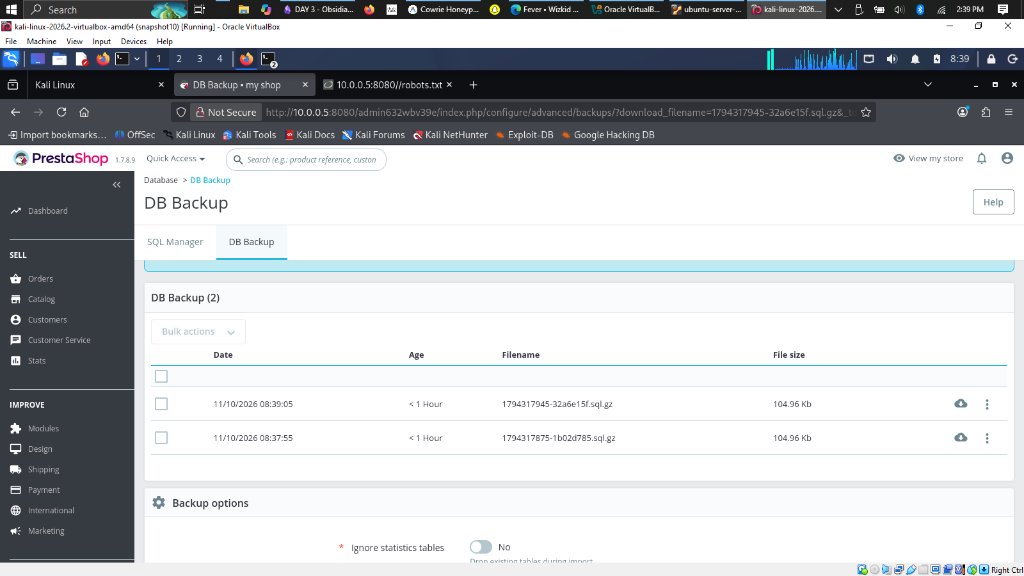 Search
DAY 3 - Obsidia...
Cowrie Honeyp...
Fever - Wizkid ...
Oracle VirtualB...
ubuntu-server-...
kali-linux-2026....
2:39 PM
kali-linux-2026.2-virtualbox-amd64 (snapshot10) [Running] - Oracle VirtualBox
File Machine View Input Devices Help
1 2 3 4
2
8:39
Kali Linux
DB Backup • my shop
10.0.0.5:8080//robots.txt
Not Secure
http://10.0.0.5:8080/admin632wbv39e/index.php/configure/advanced/backups/?download_filename=1794317945-32a6e15f.sql.gz&_t
Import bookmarks...
OffSec
Kali Linux
Kali Tools
Kali Docs
Kali Forums
Kali NetHunter
Exploit-DB
Google Hacking DB
PrestaShop 1.7.8.9
Quick Access
Search (e.g.: product reference, custon
View my store
Database > DB Backup
DB Backup
Help
SQL Manager
DB Backup
Dashboard
SELL
Orders
Catalog
Customers
Customer Service
Stats
IMPROVE
Modules
Design
Shipping
Payment
International
Marketing
DB Backup (2)
Bulk actions
Date Age Filename File size
11/10/2026 08:39:05 < 1 Hour 1794317945-32a6e15f.sql.gz 104.96 Kb
11/10/2026 08:37:55 < 1 Hour 1794317875-1b02d785.sql.gz 104.96 Kb
Backup options
* Ignore statistics tables No
Drop existing tables during import.
Right Ctrl